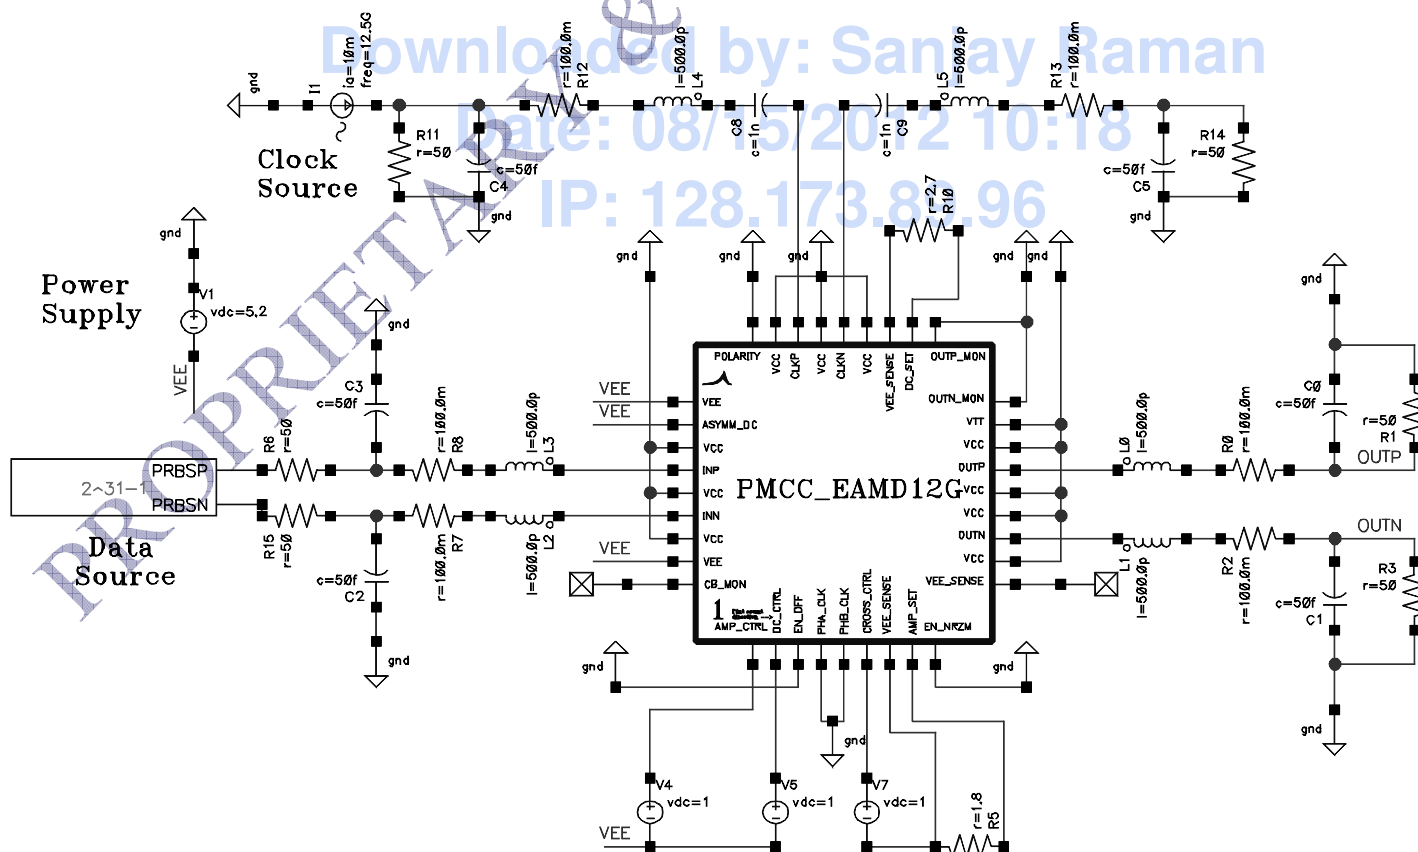 Downloaded by: Sanjay Raman
Date: 08/15/2012 10:18
IP: 128.173.89.96
PROPRIETARY &
gnd
I1
ia=10m
freq=12.5G
r=100.0m
R12
l=500.0p
L4
C8
c=1n
C9
c=1n
L5
l=500.0p
R13
r=100.0m
R11
r=50
c=50f
C4
gnd
Clock
Source
R14
r=50
c=50f
C5
gnd
r=2.7
R10
gnd
Power
Supply
V1
vdc=5.2
VEE
gnd
C3
c=50f
gnd
gnd
gnd
gnd
gnd
gnd
POLARITY
VCC
CLKP
VCC
CLKN
VCC
VEE_SENSE
DC_SET
OUTP_MON
VEE
VEE
VEE
ASYMM_DC
VCC
INP
VCC
INN
VCC
VEE
CB_MON
VEE
PMCC_EAMD12G
OUTN_MON
VTT
VCC
OUTP
VCC
VCC
OUTN
VCC
VEE_SENSE
1
AMP_CTRL
DC_CTRL
EN_DFF
PHA_CLK
PHB_CLK
CROSS_CTRL
VEE_SENSE
AMP_SET
EN_NRZM
PRBSP
2^31-1
PRBSN
Data
Source
R6
r=50
r=100.0m
R8
l=500.0p
L3
R15
r=50
r=100.0m
R7
l=500.0p
L2
c=50f
C2
gnd
L0
l=500.0p
R0
r=100.0m
C0
c=50f
r=50
R1
OUTP
L1
l=500.0p
R2
r=100.0m
OUTN
c=50f
C1
R3
r=50
gnd
gnd
gnd
gnd
V4
vdc=1
V6
vdc=1
V7
vdc=1
VEE
r=1.8
R5